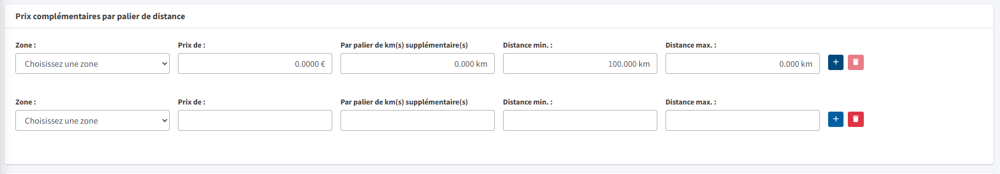 Prix complémentaires par palier de distance
Zone : Prix de : Par palier de km(s) supplémentaire(s) Distance min. : Distance max. :
Choisissez une zone 0.0000 € 0.000 km 100.000 km 0.000 km +
Zone : Prix de : Par palier de km(s) supplémentaire(s) Distance min. : Distance max. :
Choisissez une zone +